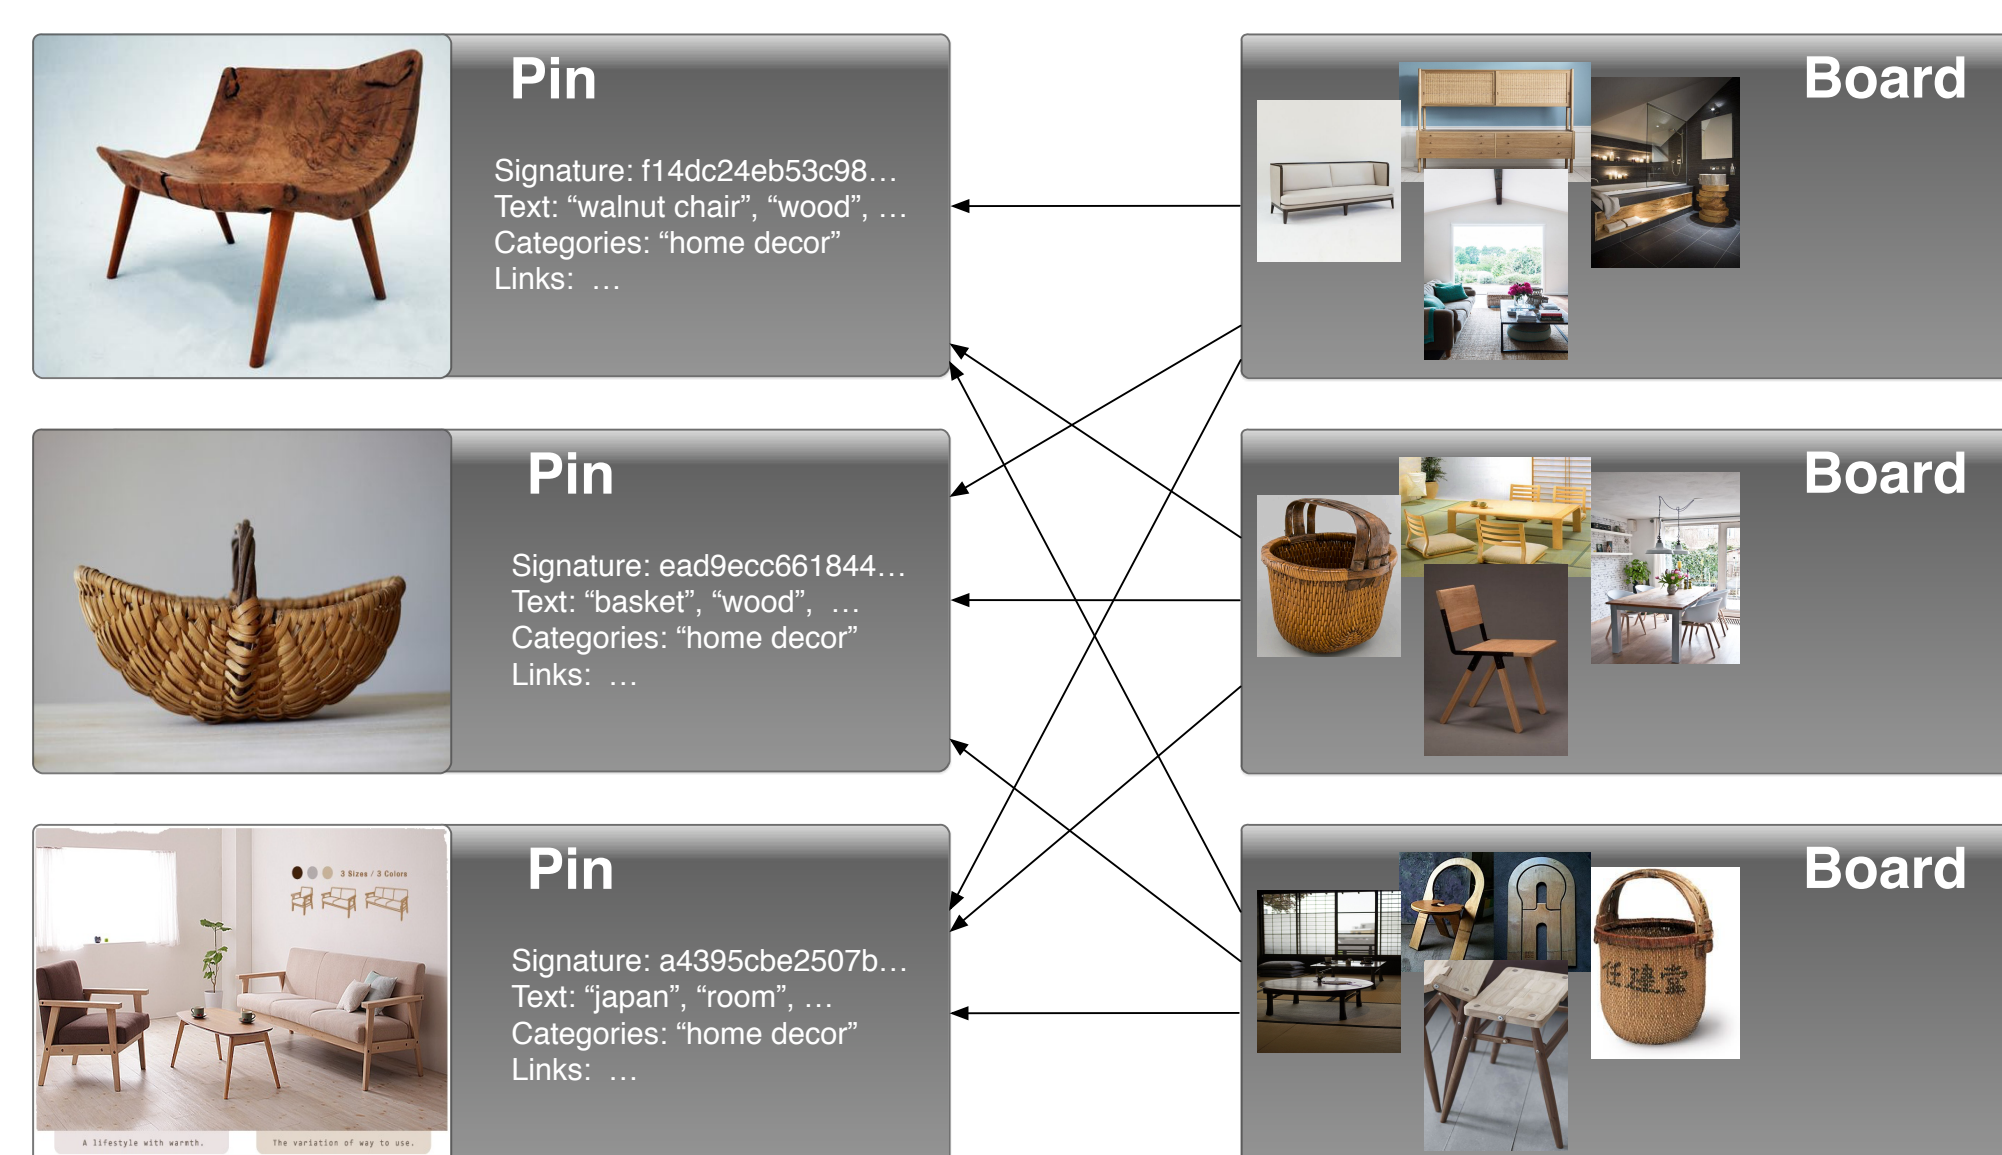 Pin
Signature: f14dc24eb53c98…
Text: “walnut chair”, “wood”, …
Categories: “home decor”
Links:  …
Board
Pin
Signature: ead9ecc661844…
Text: “basket”, “wood”,  …
Categories: “home decor”
Links:  …
Board
3 Sizes / 3 Colors
A lifestyle with warmth.
The variation of way to use.
Pin
Signature: a4395cbe2507b…
Text: “japan”, “room”, …
Categories: “home decor”
Links:  …
Board